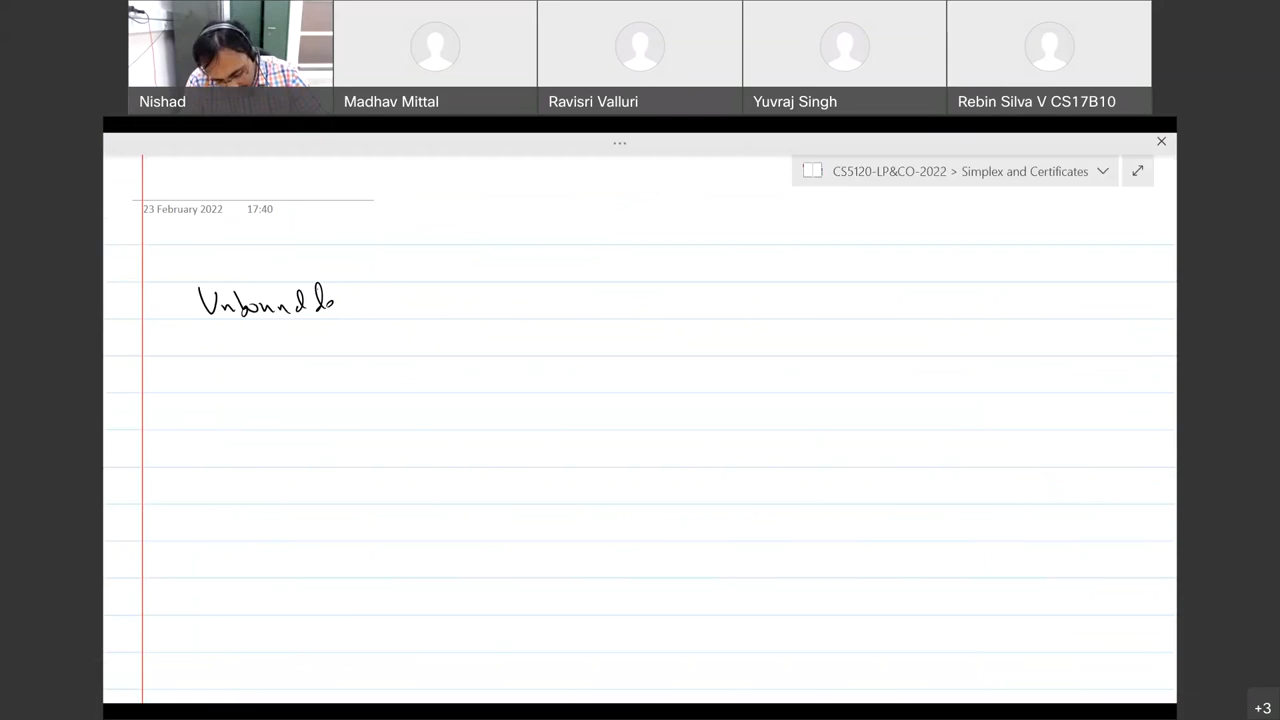 Nishad
Madhav Mittal
Ravisri Valluri
Yuvraj Singh
Rebin Silva V CS17B10
CS5120-LP&CO-2022 > Simplex and Certificates
23 February 2022 17:40
Unbounde
+3